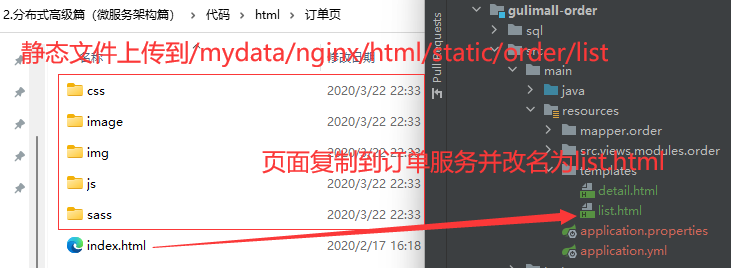 2.分布式高级篇（微服务架构篇） 〉 代码 〉 html 〉 订单页
静态文件上传到/mydata/nginx/html/static/order/list
名称
修改日期
css
2020/3/22 22:33
image
2020/3/22 22:33
img
2020/3/22 22:33
js
2020/3/22 22:33
sass
2020/3/22 22:33
index.html
2020/2/17 16:18
页面复制到订单服务并改名为list.html
Pull Requests
gulimall-order
sql
src
main
java
resources
mapper.order
src.views.modules.order
templates
detail.html
list.html
application.properties
application.yml